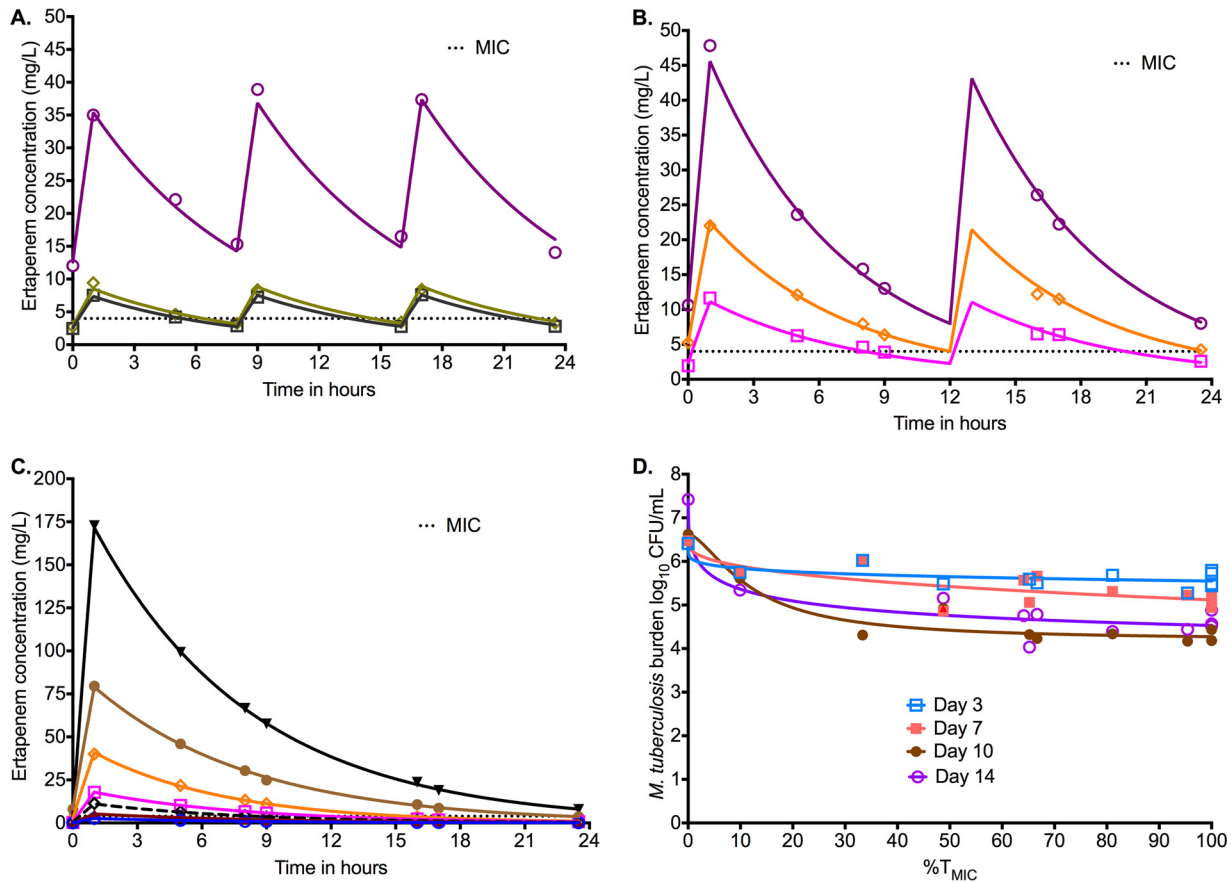 A.
Ertapenem concentration (mg/L)
50
45
40
35
30
25
20
15
10
5
0
0 3 6 9 12 15 18 21 24
Time in hours
MIC
B.
Ertapenem concentration (mg/L)
50
45
40
35
30
25
20
15
10
5
0
0 3 6 9 12 15 18 21 24
Time in hours
MIC
C.
Ertapenem concentration (mg/L)
200
175
150
125
100
75
50
25
0
0 3 6 9 12 15 18 21 24
Time in hours
MIC
D.
M. tuberculosis burden log10 CFU/mL
8
7
6
5
4
3
2
1
0
0 10 20 30 40 50 60 70 80 90 100
%TMIC
Day 3
Day 7
Day 10
Day 14